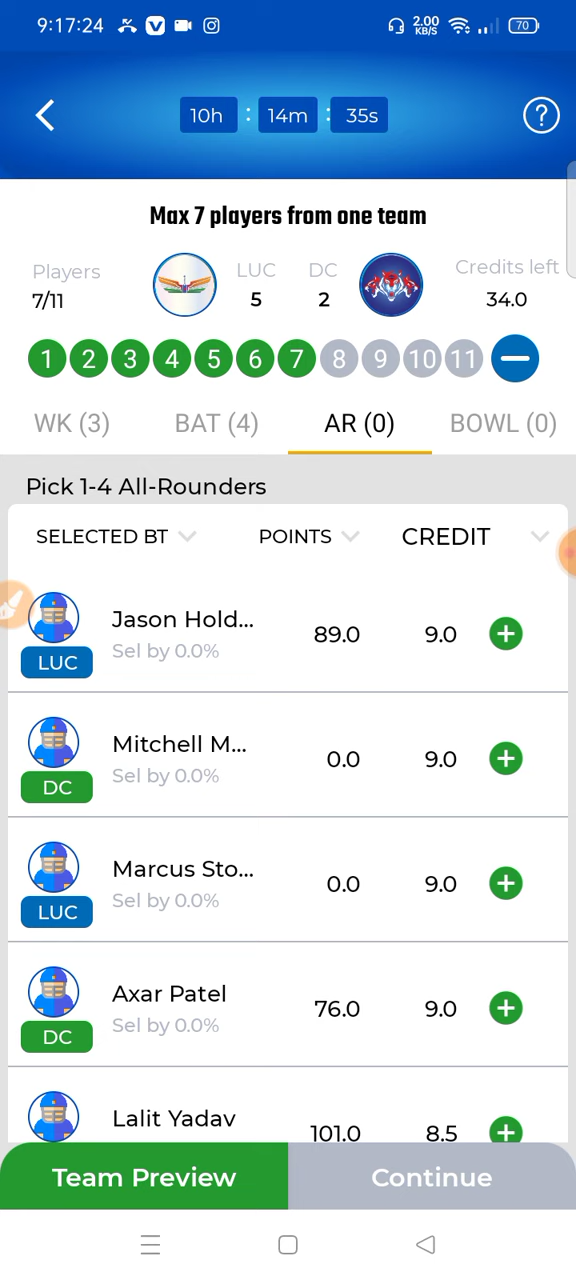 9:17:24 2.00 KB/S 70
10h : 14m : 35s ?
Max 7 players from one team
Players LUC DC Credits left
7/11 5 2 34.0
1 2 3 4 5 6 7 8 9 10 11
WK (3) BAT (4) AR (0) BOWL (0)
Pick 1-4 All-Rounders
SELECTED BT POINTS CREDIT
Jason Hold... 89.0 9.0 +
LUC Sel by 0.0%
Mitchell M... 0.0 9.0 +
DC Sel by 0.0%
Marcus Sto... 0.0 9.0 +
LUC Sel by 0.0%
Axar Patel 76.0 9.0 +
DC Sel by 0.0%
Lalit Yadav 101.0 8.5 +
Team Preview Continue